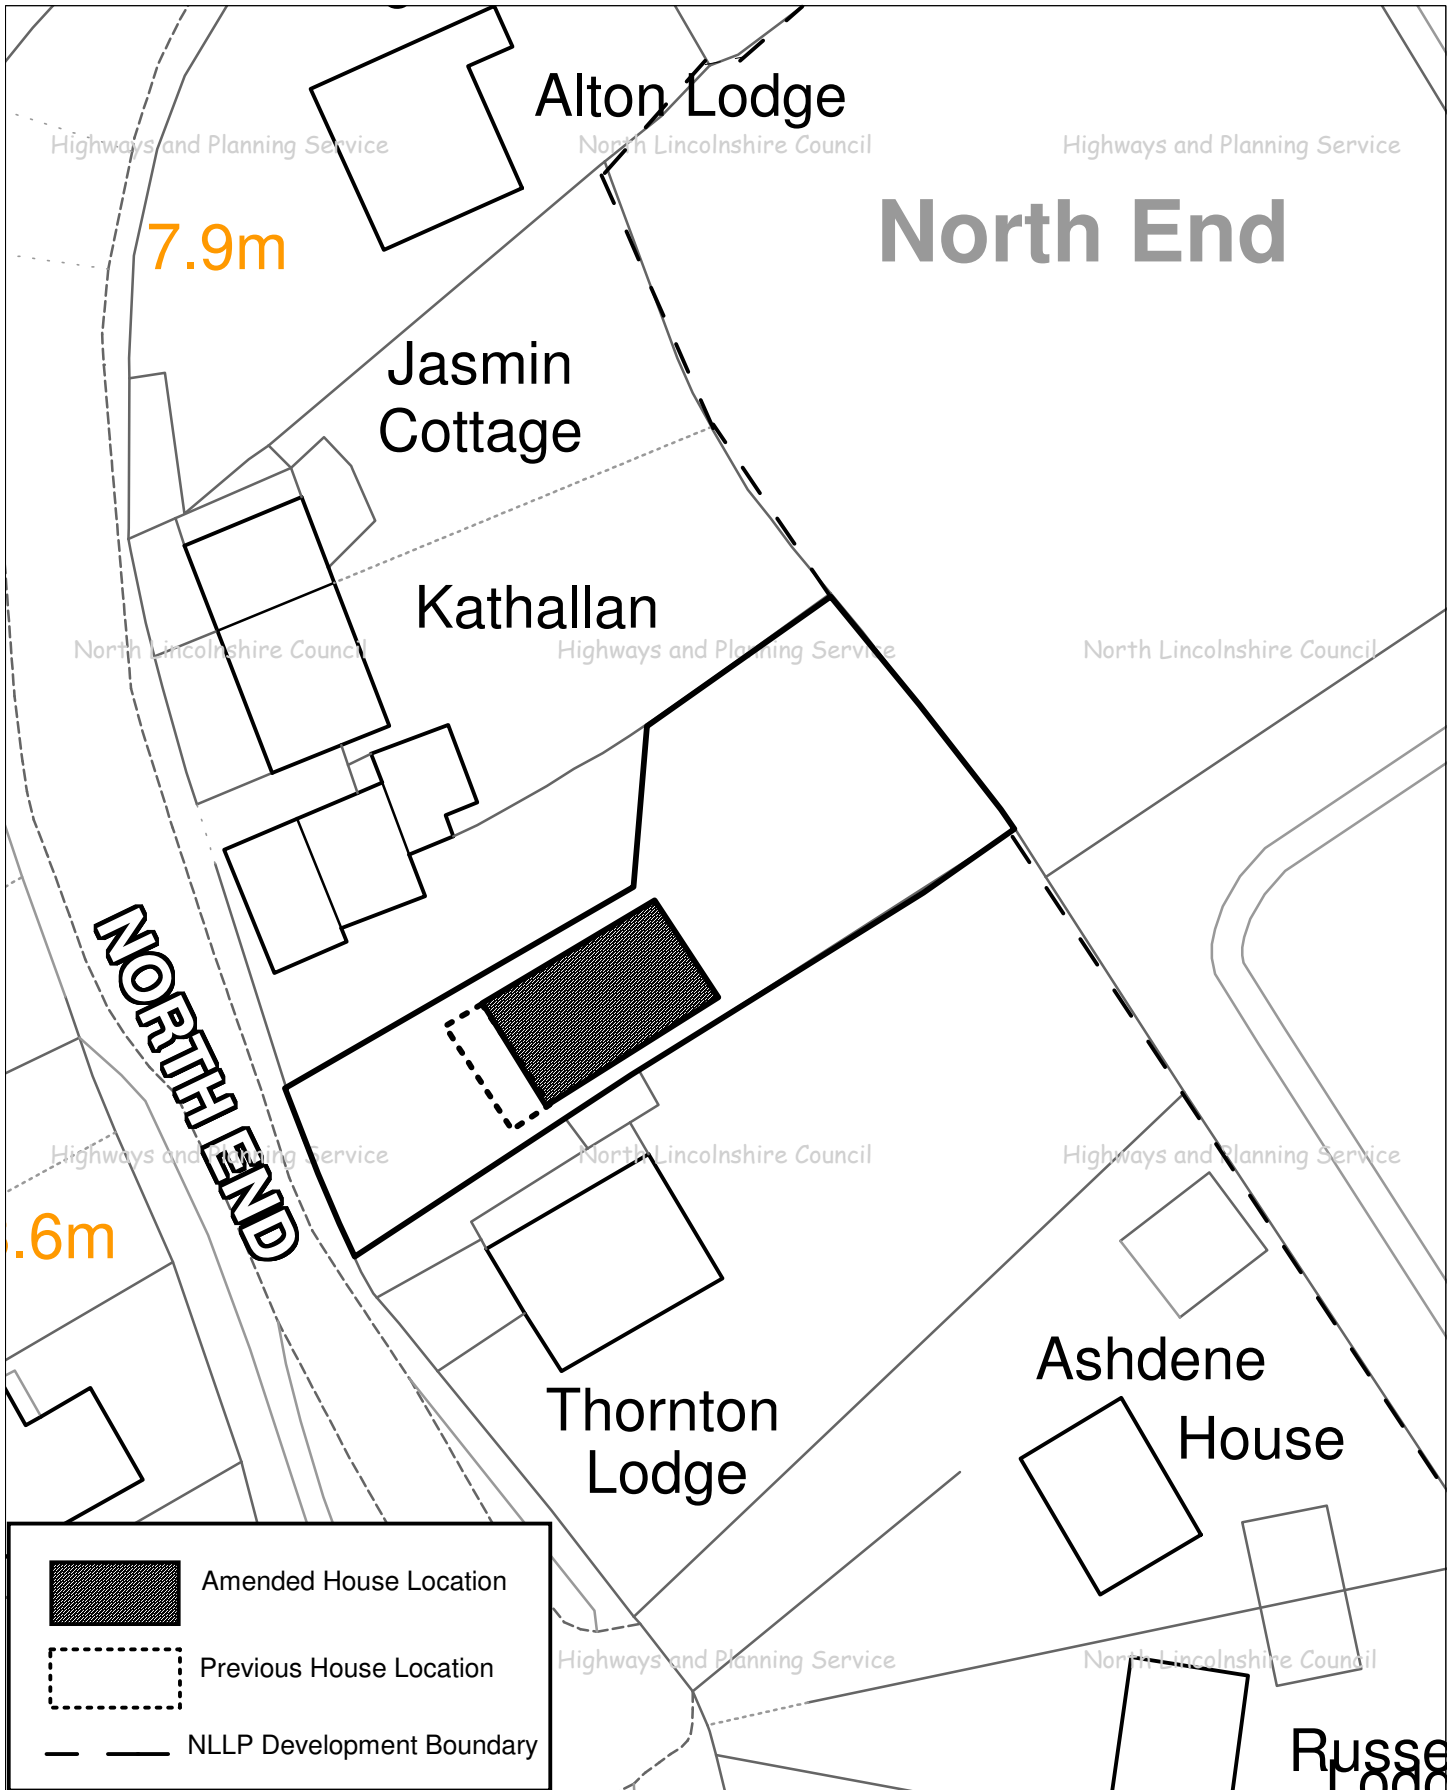 Alton Lodge
Highways and Planning Service
North Lincolnshire Council
Highways and Planning Service
North End
7.9m
Jasmin
Cottage
Kathallan
North Lincolnshire Council
Highways and Planning Service
North Lincolnshire Council
NORTH END
Highways and Planning Service
North Lincolnshire Council
Highways and Planning Service
.6m
Ashdene
House
Thornton
Lodge
Amended House Location
Previous House Location
NLLP Development Boundary
Highways and Planning Service
North Lincolnshire Council
Russe